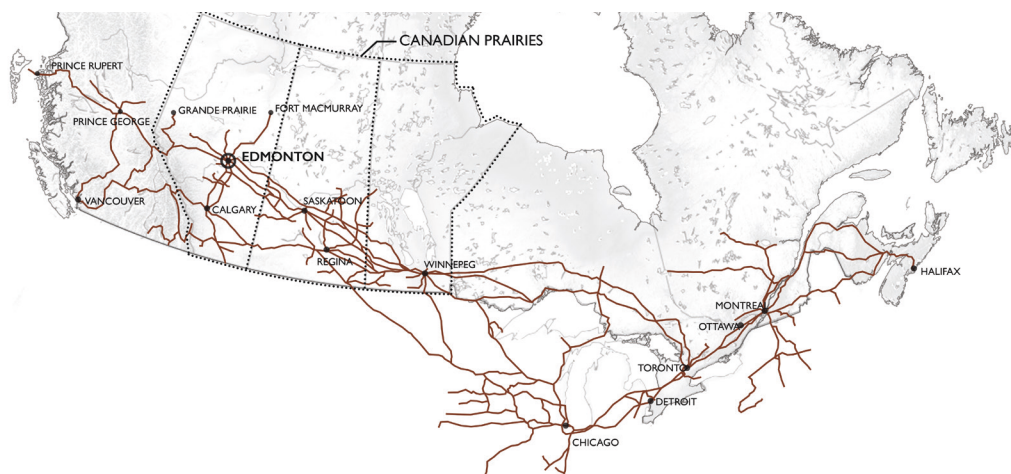 CANADIAN PRAIRIES
PRINCE RUPERT
GRANDE PRAIRIE
FORT MACMURRAY
PRINCE GEORGE
EDMONTON
VANCOUVER
CALGARY
SASKATOON
REGINA
WINNEPEG
HALIFAX
MONTREAL
OTTAWA
TORONTO
DETROIT
CHICAGO